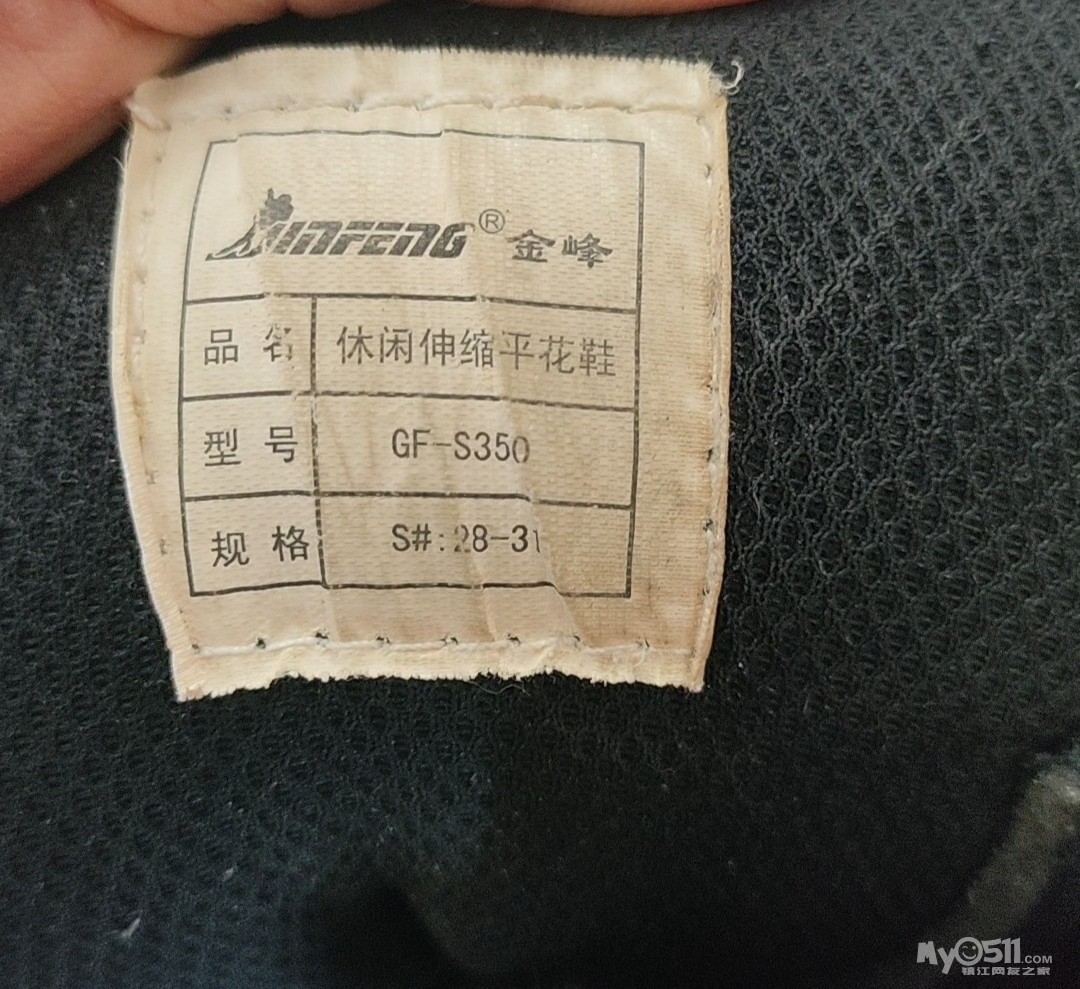 JINFENG® 金峰
品名 休闲伸缩平花鞋
型号 GF-S350
规格 S#:28-31
My0511.COM
镇江网友之家